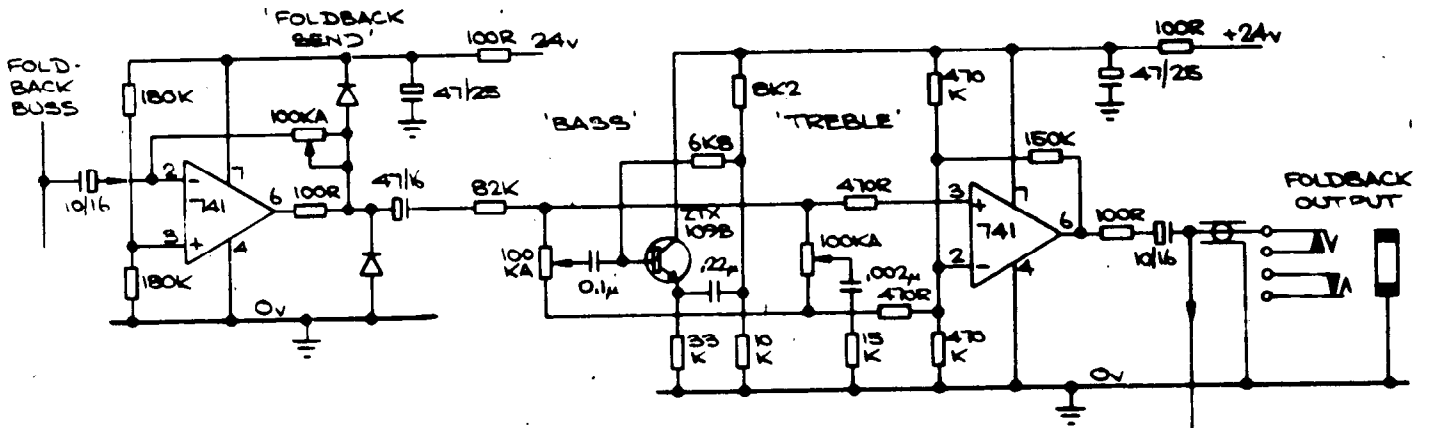 'FOLDBACK
SEND'
100R
24v
47/25
FOLD-
BACK
BUSS
180K
100KA
10/16
2
-
741
7
6
3
+
4
100R
180K
0v
47/16
82K
'BASS'
8K2
6K8
100
KA
0.1µ
ZTX
109B
.22µ
33
K
10
K
'TREBLE'
470R
100KA
.002µ
470R
15
K
470
K
470
K
150K
3
+
741
7
6
2
-
4
100R
+24v
47/25
100R
10/16
FOLDBACK
OUTPUT
0v